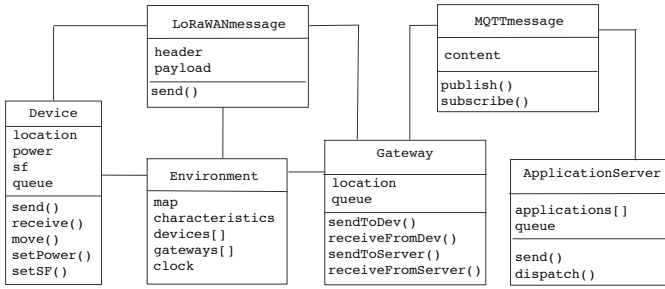 LoRaWANmessage
header
payload
send()
MQTTmessage
content
publish()
subscribe()
Device
location
power
sf
queue
send()
receive()
move()
setPower()
setSF()
Environment
map
characteristics
devices[]
gateways[]
clock
Gateway
location
queue
sendToDev()
receiveFromDev()
sendToServer()
receiveFromServer()
ApplicationServer
applications[]
queue
send()
dispatch()